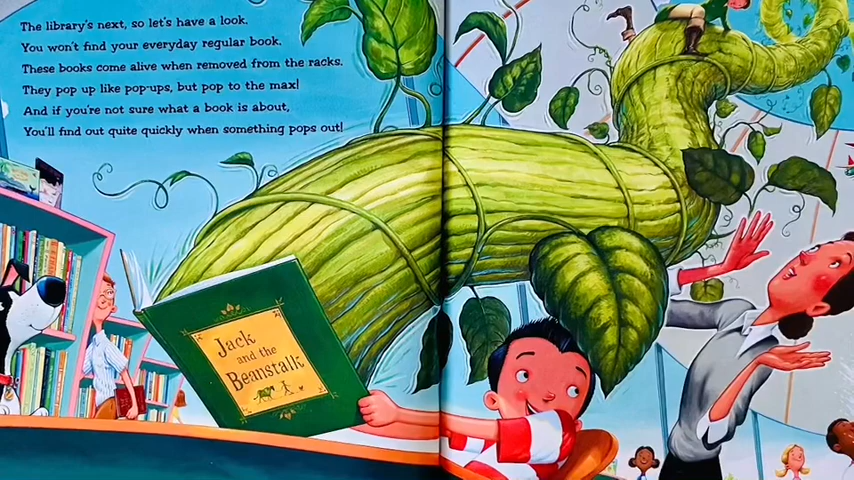 The library's next, so let's have a look.
You won't find your everyday regular book.
These books come alive when removed from the racks.
They pop up like pop-ups, but pop to the max!
And if you're not sure what a book is about,
You'll find out quite quickly when something pops out!
Jack
and the
Beanstalk